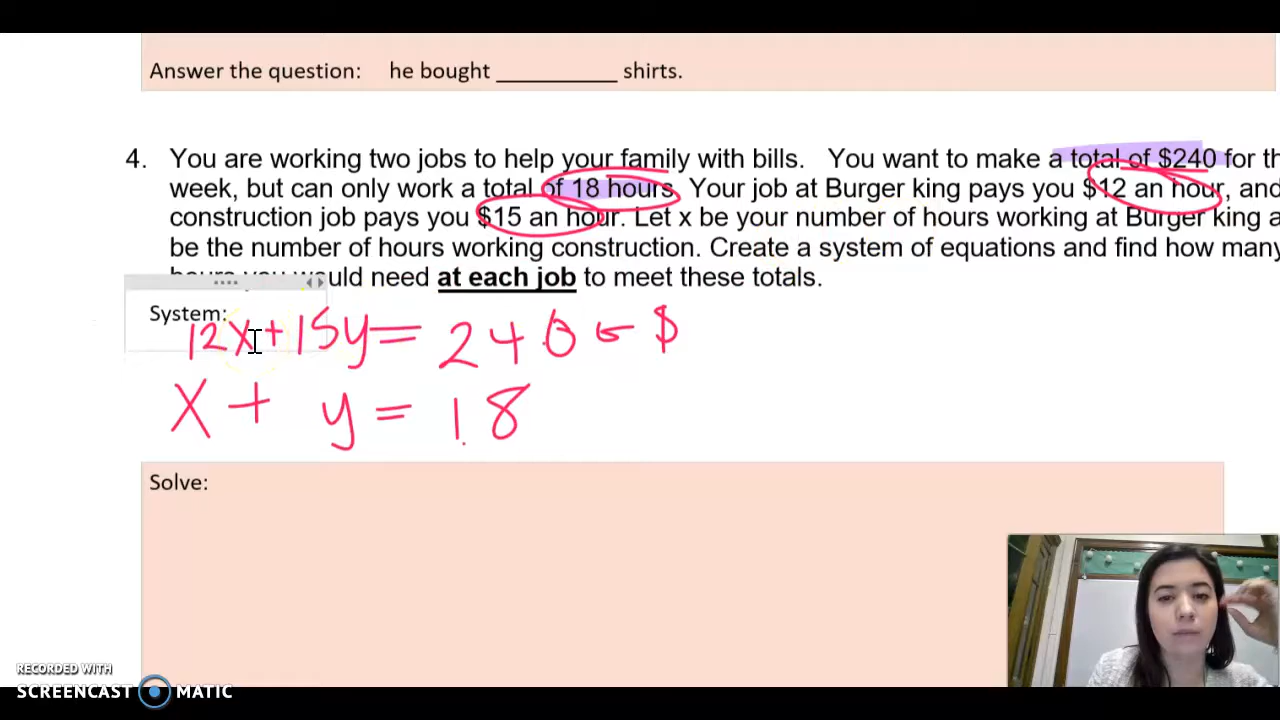 Answer the question: he bought __________ shirts.
4. You are working two jobs to help your family with bills. You want to make a total of $240 for th
week, but can only work a total of 18 hours. Your job at Burger king pays you $12 an hour, and
construction job pays you $15 an hour. Let x be your number of hours working at Burger king a
be the number of hours working construction. Create a system of equations and find how many
would need at each job to meet these totals.
System:
12x+15y=240 ← $
x + y = 18
Solve:
RECORDED WITH
SCREENCAST MATIC